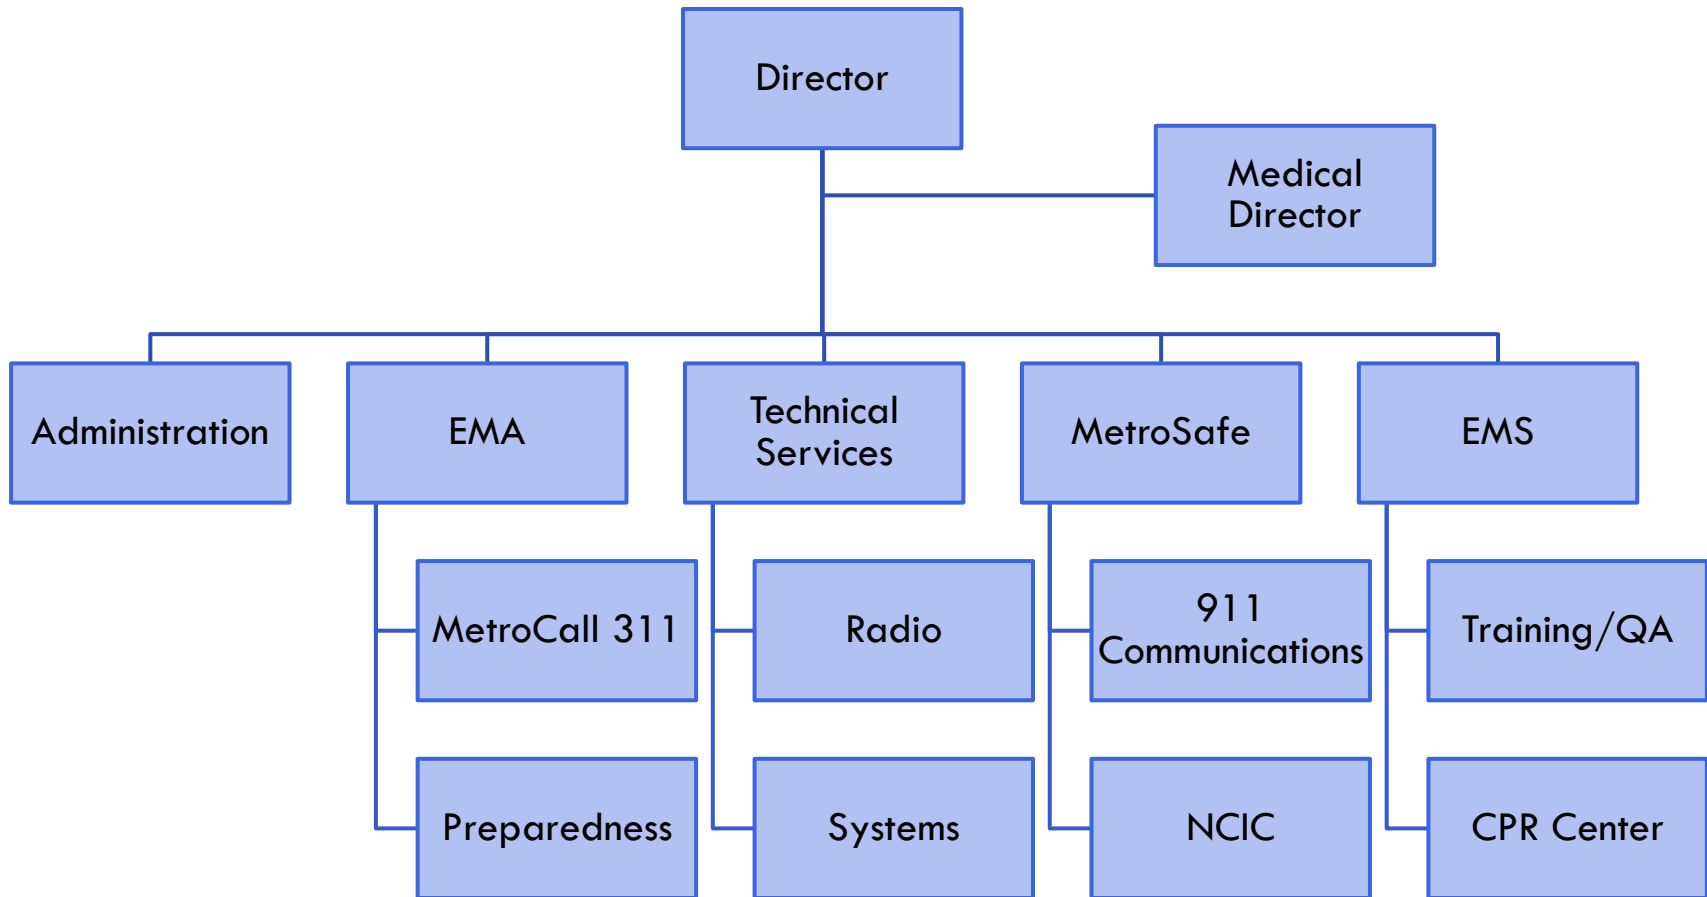 Director
Medical
Director
Administration
EMA
Technical
Services
MetroSafe
EMS
MetroCall 311
Radio
911
Communications
Training/QA
Preparedness
Systems
NCIC
CPR Center